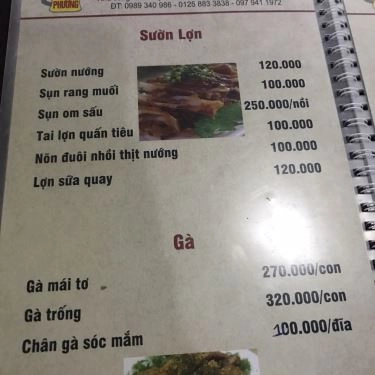 PHƯƠNG
ĐT: 0989 340 986 - 0125 883 3838 - 097 941 1972
Sườn Lợn
Sườn nướng 120.000
Sụn rang muối 100.000
Sụn om sấu 250.000/nồi
Tai lợn quấn tiêu 100.000
Nõn đuôi nhồi thịt nướng 100.000
Lợn sữa quay 120.000
Gà
Gà mái tơ 270.000/con
Gà trống 320.000/con
Chân gà sóc mắm 100.000/đĩa